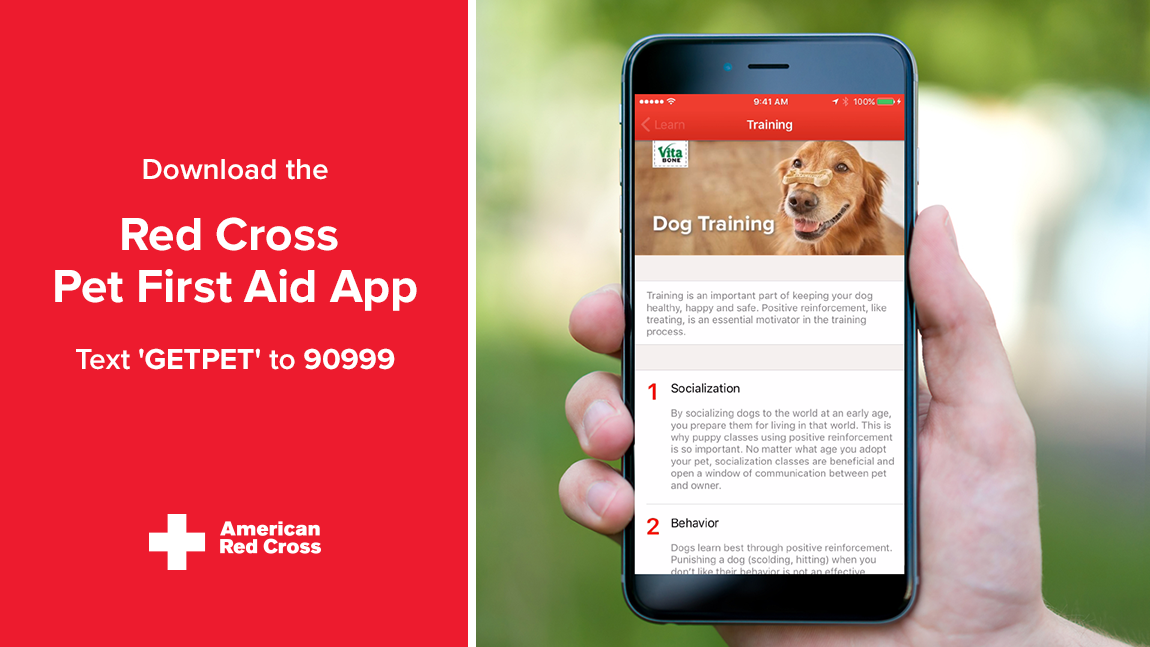 Download the
Red Cross
Pet First Aid App
Text 'GETPET' to 90999
American
Red Cross
9:41 AM
100%
Learn
Training
Vita
BONE
Dog Training
Training is an important part of keeping your dog
healthy, happy and safe. Positive reinforcement, like
treating, is an essential motivator in the training
process.
1 Socialization
By socializing dogs to the world at an early age,
you prepare them for living in that world. This is
why puppy classes using positive reinforcement
is so important. No matter what age you adopt
your pet, socialization classes are beneficial and
open a window of communication between pet
and owner.
2 Behavior
Dogs learn best through positive reinforcement.
Punishing a dog (scolding, hitting) when you
don't like their behavior is not an effective